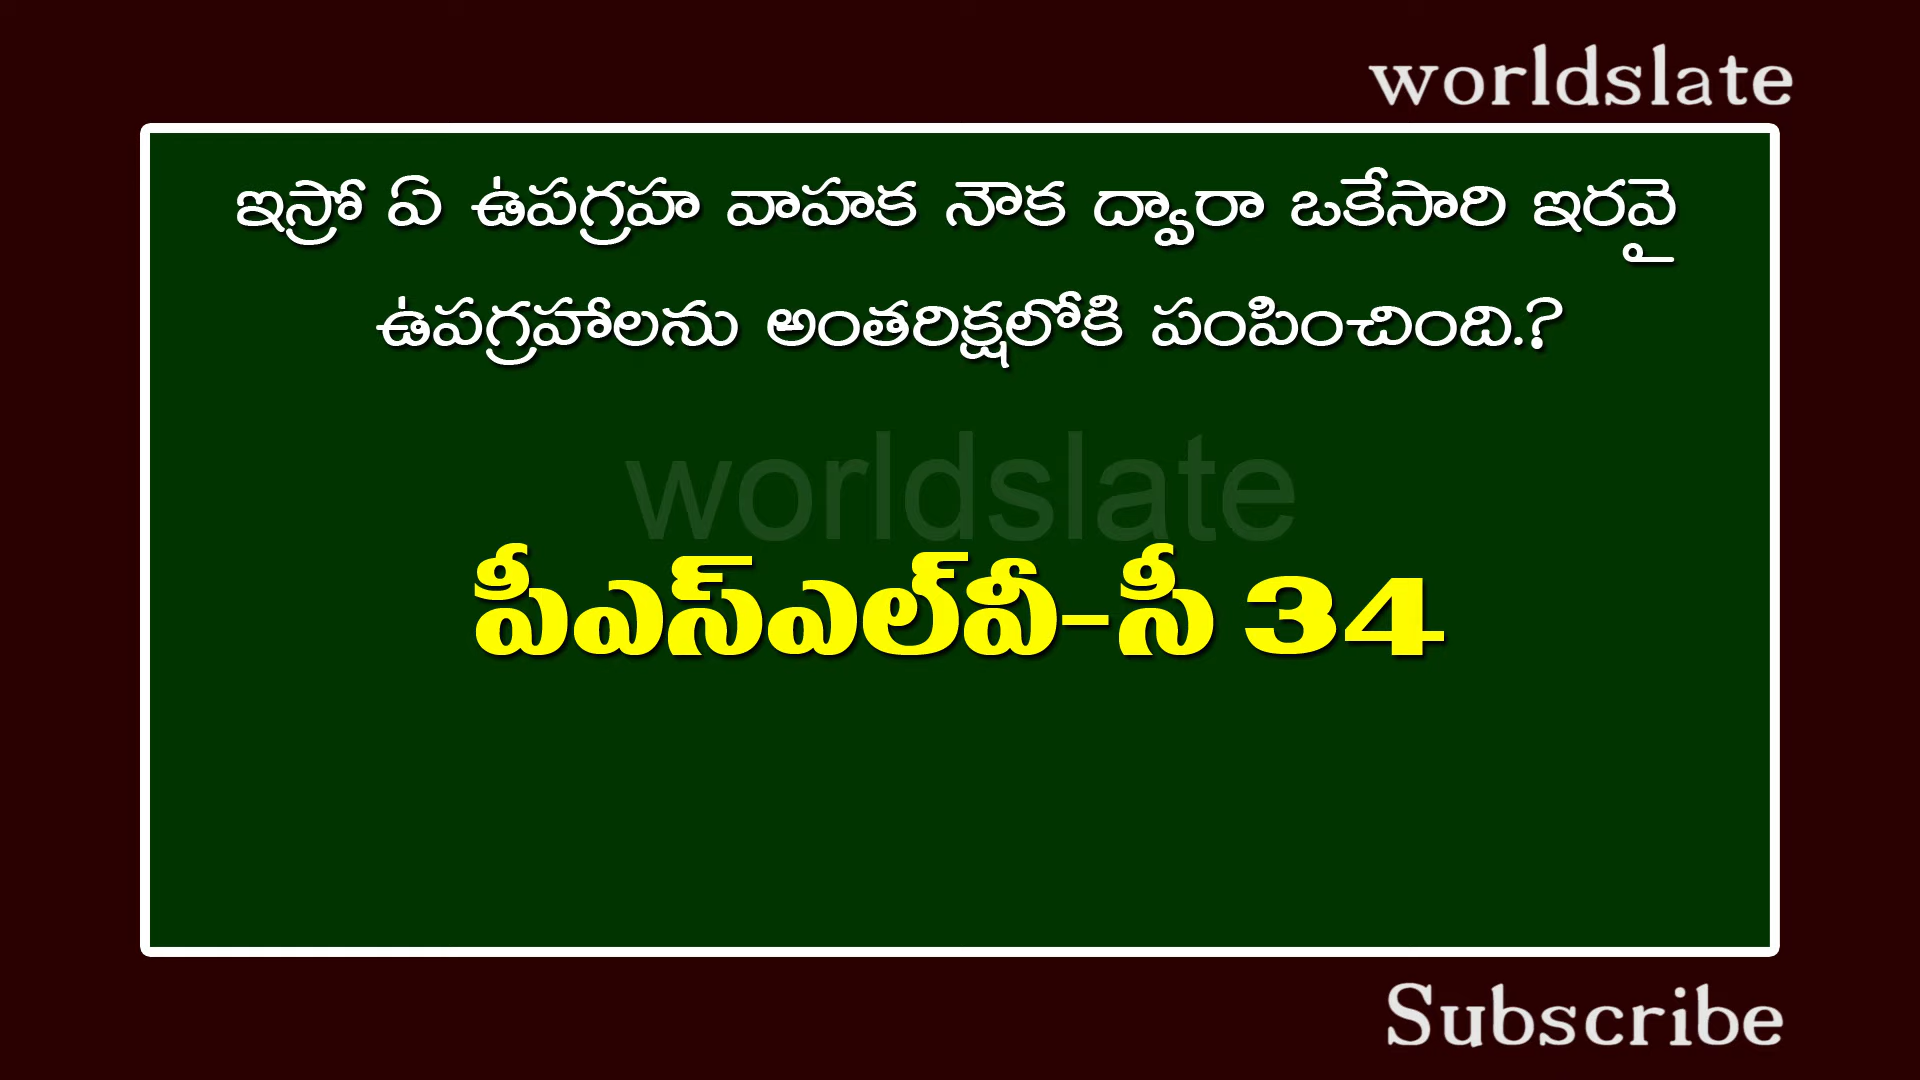 worldslate
ఇస్రో ఏ ఉపగ్రహ వాహక నౌక ద్వారా ఒకేసారి ఇరవై
ఉపగ్రహాలను అంతరిక్షలోకి పంపించింది.?
worldslate
పీఎస్ఎల్వీ-సీ 34
Subscribe